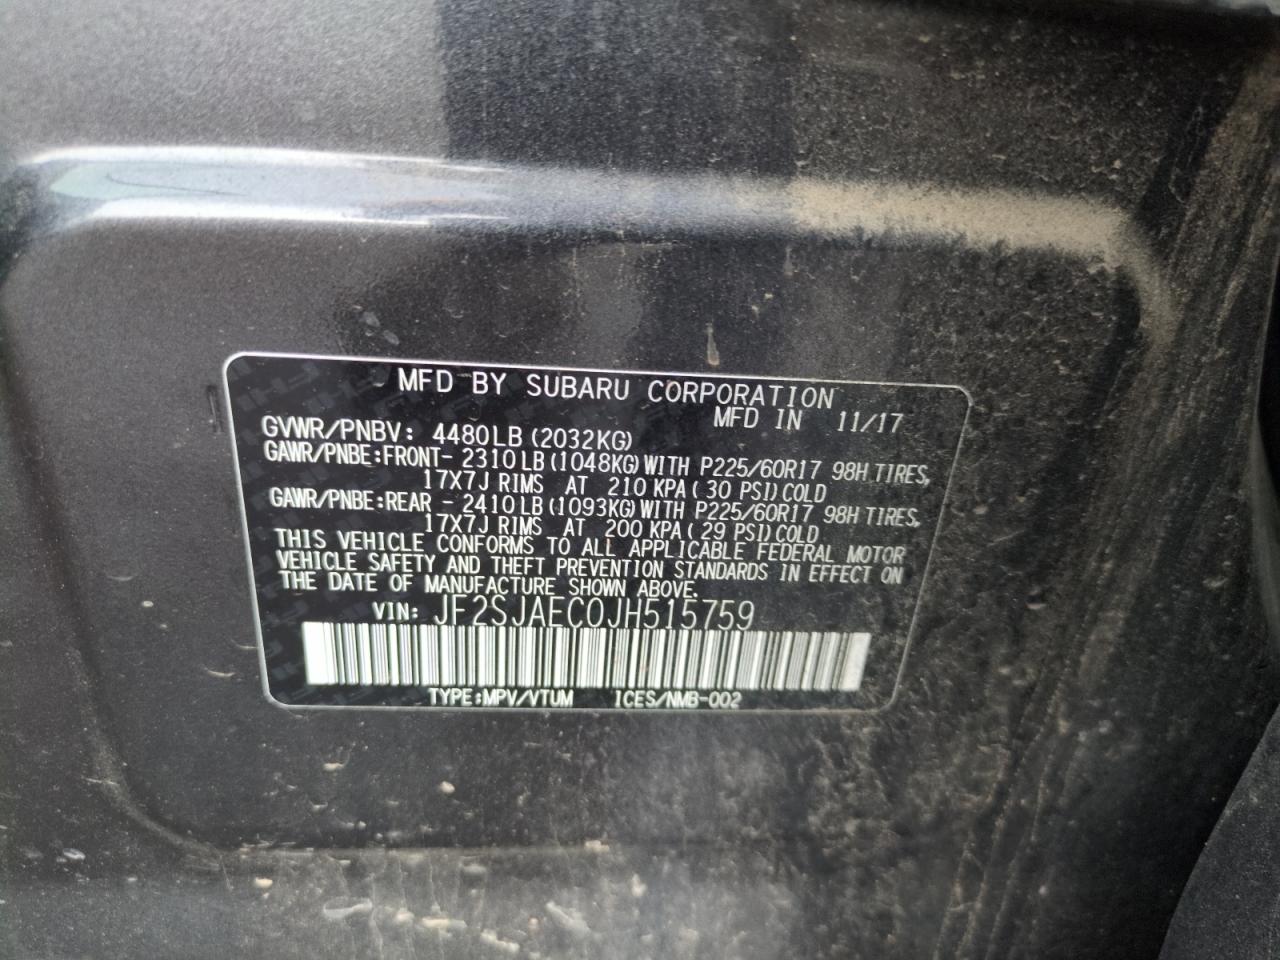 MFD BY SUBARU CORPORATION
MFD IN 11/17
GVWR/PNBV: 4480LB(2032KG)
GAWR/PNBE:FRONT- 2310LB(1048KG)WITH P225/60R17 98H TIRES,
17X7J RIMS AT 210 KPA(30 PSI)COLD
GAWR/PNBE:REAR - 2410LB(1093KG)WITH P225/60R17 98H TIRES,
17X7J RIMS AT 200 KPA(29 PSI)COLD
THIS VEHICLE CONFORMS TO ALL APPLICABLE FEDERAL MOTOR
VEHICLE SAFETY AND THEFT PREVENTION STANDARDS IN EFFECT ON
THE DATE OF MANUFACTURE SHOWN ABOVE.
VIN: JF2SJAEC0JH515759
TYPE:MPV/VTUM ICES/NMB-002